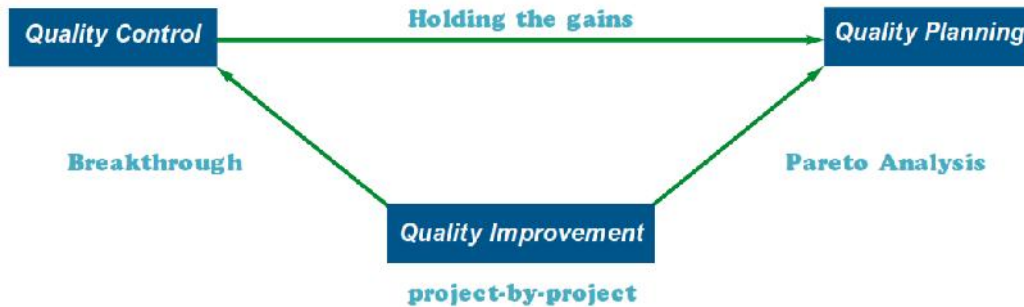 Holding the gains
Quality Control
Quality Planning
Breakthrough
Pareto Analysis
Quality Improvement
project-by-project